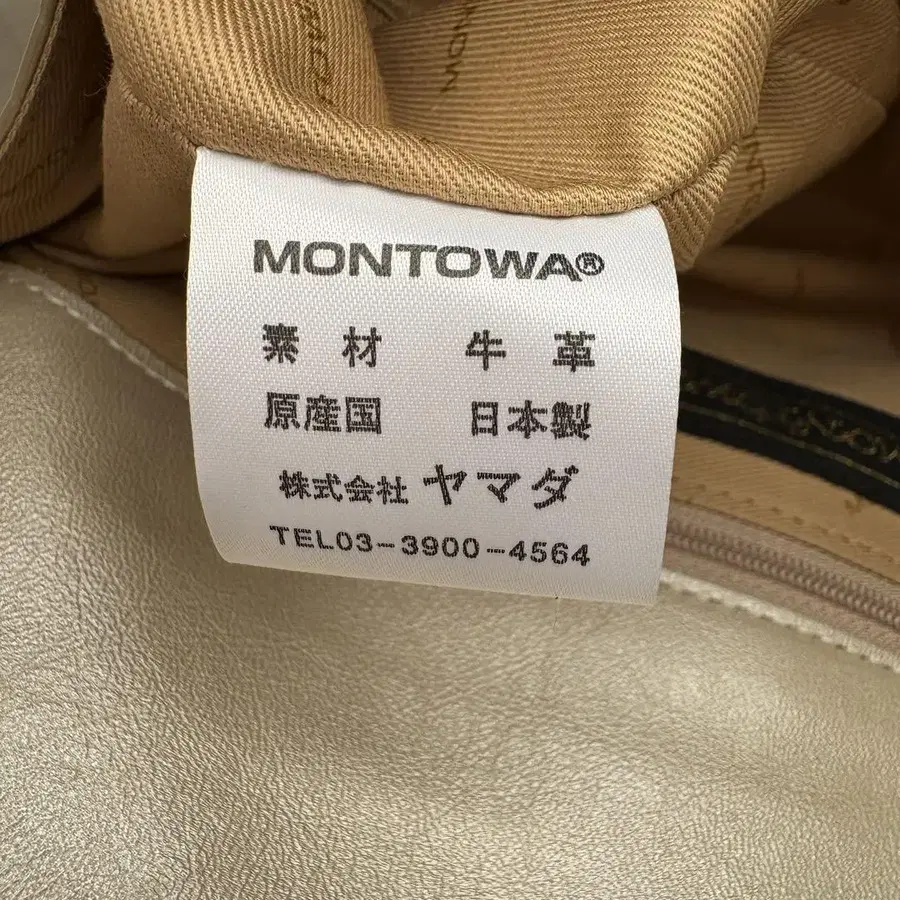 MONTOWA®
素材 牛革
原産国 日本製
株式会社 ヤマダ
TEL03-3900-4564